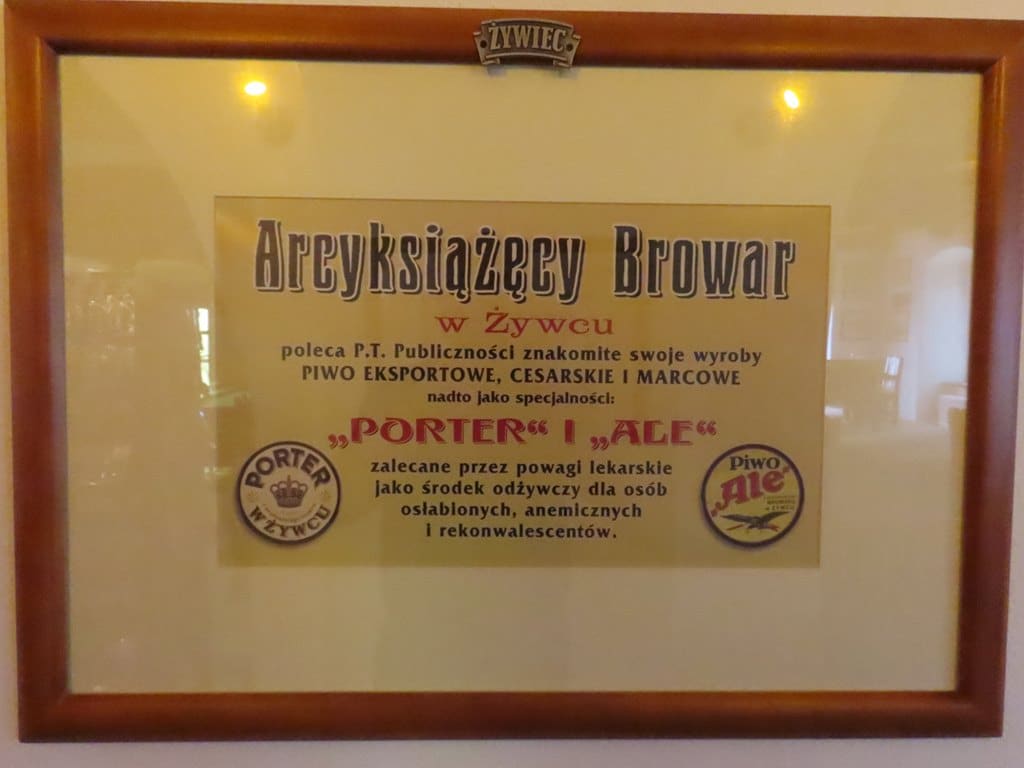 ŻYWIEC
Arcyksiążęcy Browar
w Żywcu
poleca P.T. Publiczności znakomite swoje wyroby
PIWO EKSPORTOWE, CESARSKIE I MARCOWE
nadto jako specjalności:
„PORTER“ I „ALE“
zalecane przez powagi lekarskie
jako środek odżywczy dla osób
osłabionych, anemicznych
i rekonwalescentów.
PORTER
W ŻYWCU
Piwo
„Ale“